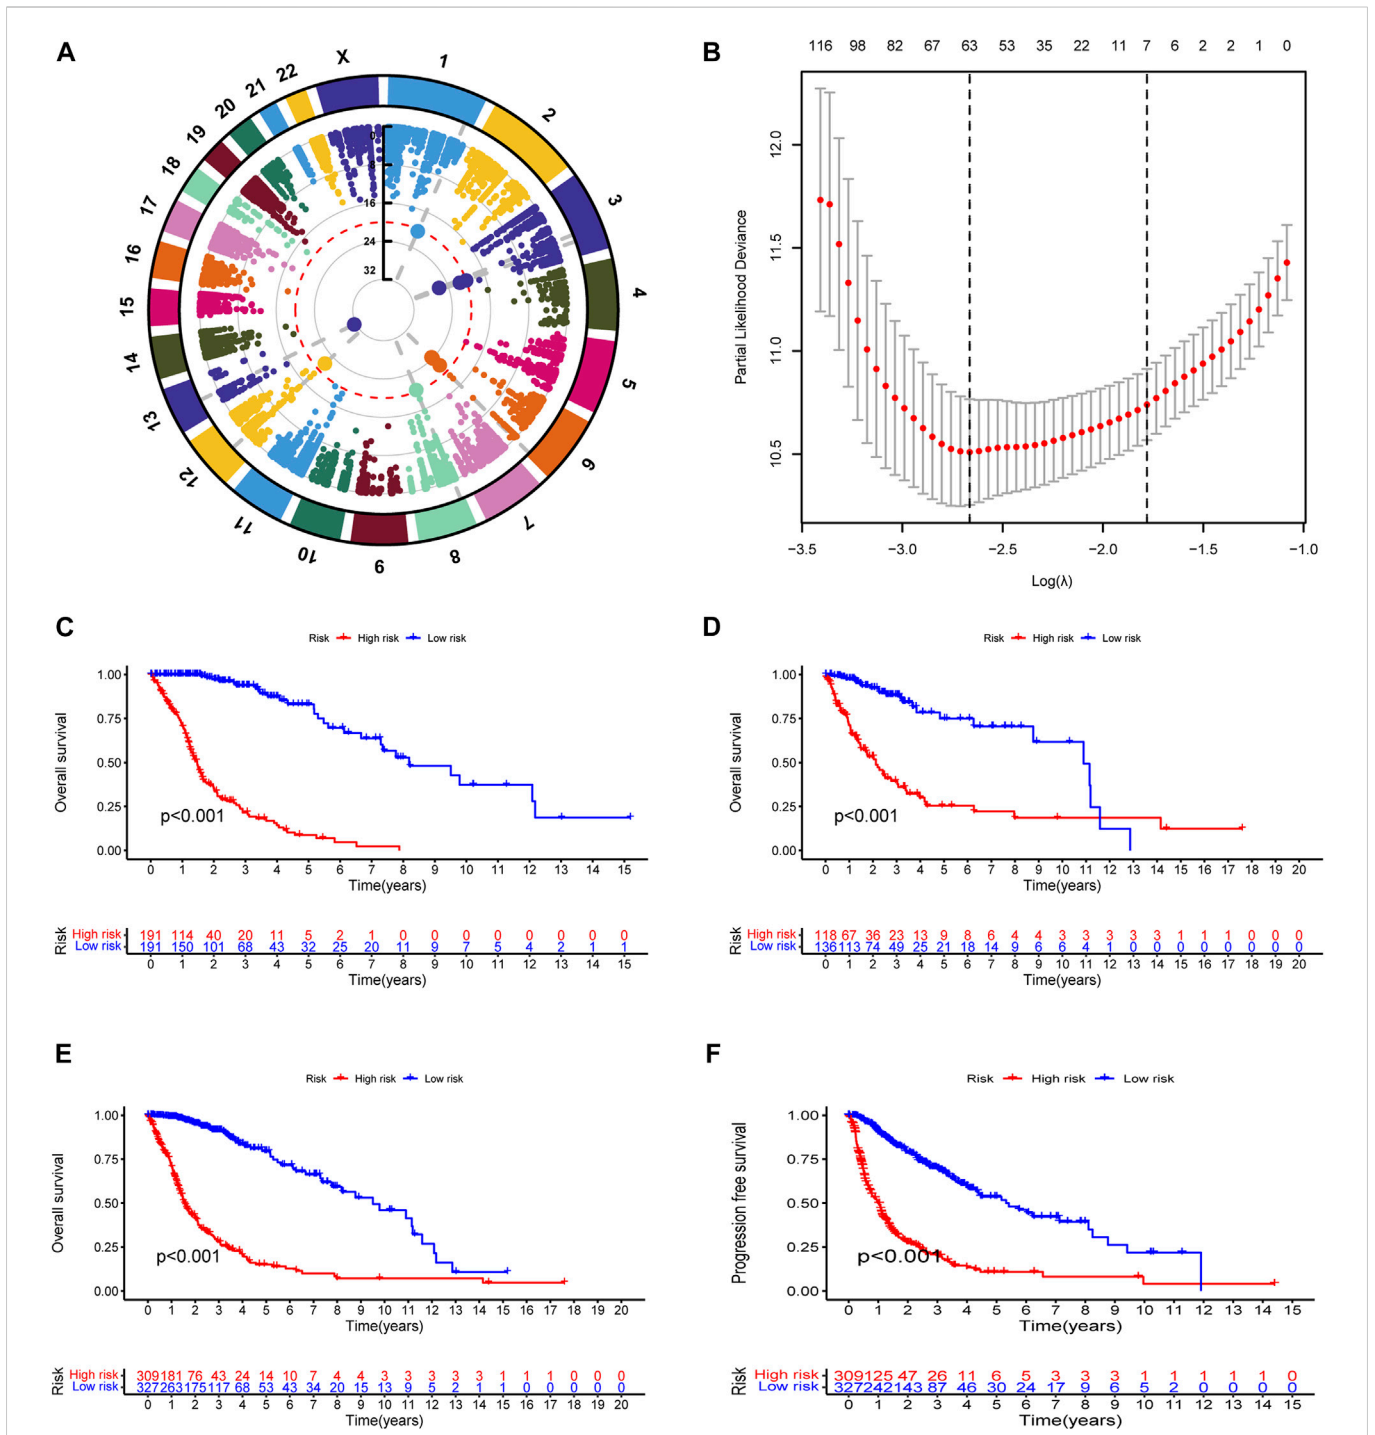 A
X 1 2 3 4 5 6 7 8 9 10 11 12 13 14 15 16 17 18 19 20 21 22
0
8
16
24
32
B
116 98 82 67 63 53 35 22 11 7 6 2 2 1 0
Partial Likelihood Deviance
12.0
11.5
11.0
10.5
−3.5 −3.0 −2.5 −2.0 −1.5 −1.0
Log(λ)
C
Risk High risk Low risk
Overall survival
1.00
0.75
0.50
0.25
0.00
p<0.001
0 1 2 3 4 5 6 7 8 9 10 11 12 13 14 15
Time(years)
Risk
High risk 191 114 40 20 11 5 2 1 0 0 0 0 0 0 0 0
Low risk 191 150 101 68 43 32 25 20 11 9 7 5 4 2 1 1
0 1 2 3 4 5 6 7 8 9 10 11 12 13 14 15
Time(years)
D
Risk High risk Low risk
Overall survival
1.00
0.75
0.50
0.25
0.00
p<0.001
0 1 2 3 4 5 6 7 8 9 10 11 12 13 14 15 16 17 18 19 20
Time(years)
Risk
High risk 118 67 36 23 13 9 8 6 4 4 3 3 3 3 3 1 1 1 0 0 0
Low risk 136 113 74 49 25 21 18 14 9 6 6 4 1 0 0 0 0 0 0 0 0
0 1 2 3 4 5 6 7 8 9 10 11 12 13 14 15 16 17 18 19 20
Time(years)
E
Risk High risk Low risk
Overall survival
1.00
0.75
0.50
0.25
0.00
p<0.001
0 1 2 3 4 5 6 7 8 9 10 11 12 13 14 15 16 17 18 19 20
Time(years)
Risk
High risk 309 181 76 43 24 14 10 7 4 4 3 3 3 3 3 1 1 1 0 0 0
Low risk 327 263 175 117 68 53 43 34 20 15 13 9 5 2 1 1 0 0 0 0 0
0 1 2 3 4 5 6 7 8 9 10 11 12 13 14 15 16 17 18 19 20
Time(years)
F
Risk High risk Low risk
Progression free survival
1.00
0.75
0.50
0.25
0.00
p<0.001
0 1 2 3 4 5 6 7 8 9 10 11 12 13 14 15
Time(years)
Risk
High risk 309 125 47 26 11 6 5 3 3 3 1 1 1 1 1 0
Low risk 327 242 143 87 46 30 24 17 9 6 5 2 0 0 0 0
0 1 2 3 4 5 6 7 8 9 10 11 12 13 14 15
Time(years)